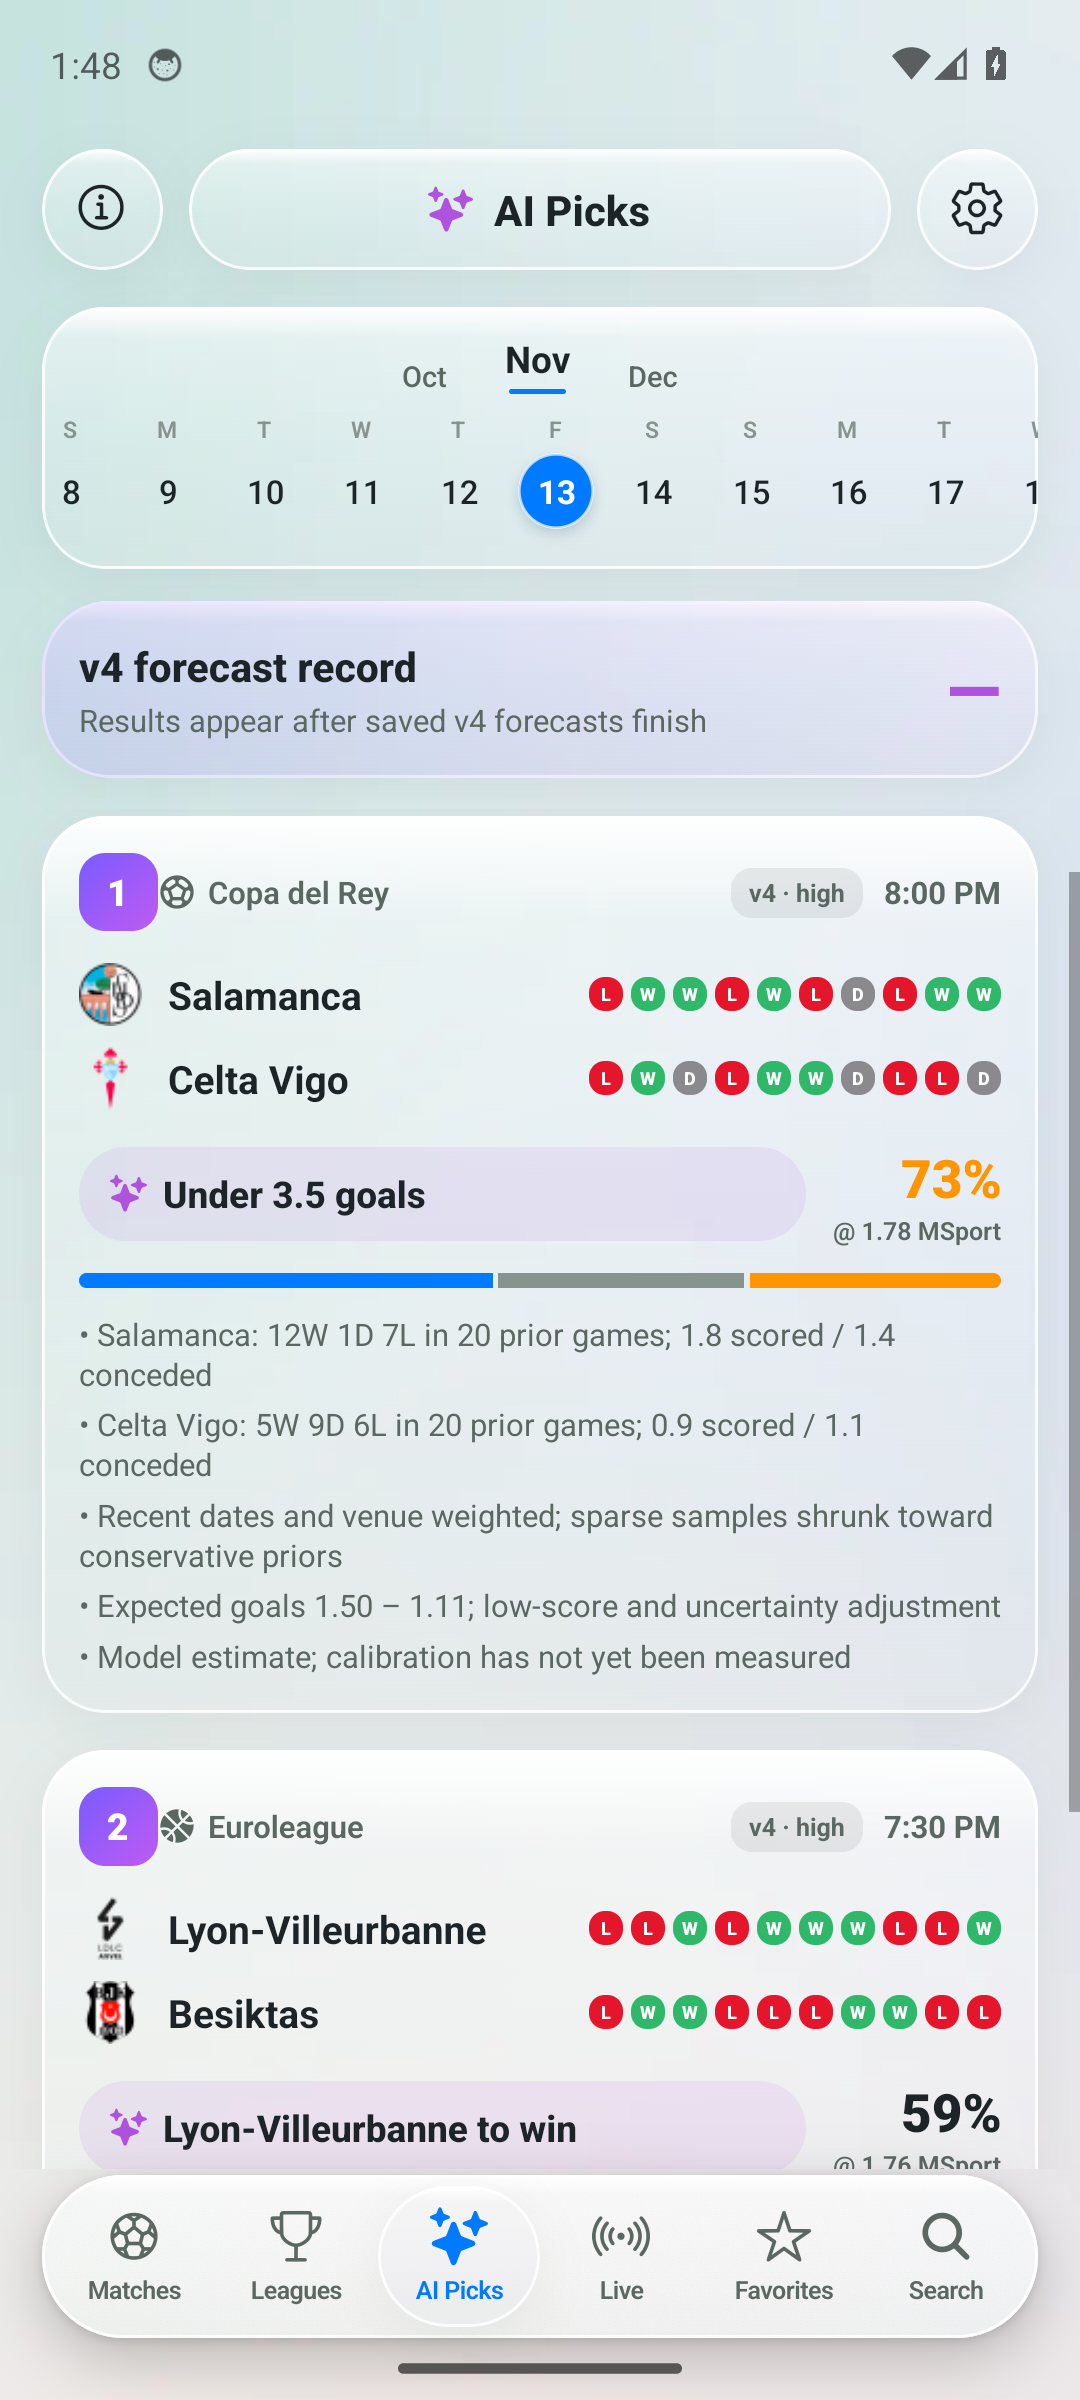 1:48
AI Picks
Oct Nov Dec
S M T W T F S S M T
8 9 10 11 12 13 14 15 16 17
v4 forecast record
Results appear after saved v4 forecasts finish
1 Copa del Rey v4 · high 8:00 PM
Salamanca L W W L W L D L W W
Celta Vigo L W D L W W D L L D
Under 3.5 goals 73%
@ 1.78 MSport
• Salamanca: 12W 1D 7L in 20 prior games; 1.8 scored / 1.4
conceded
• Celta Vigo: 5W 9D 6L in 20 prior games; 0.9 scored / 1.1
conceded
• Recent dates and venue weighted; sparse samples shrunk toward
conservative priors
• Expected goals 1.50 – 1.11; low-score and uncertainty adjustment
• Model estimate; calibration has not yet been measured
2 Euroleague v4 · high 7:30 PM
Lyon-Villeurbanne L L W L W W W L L W
Besiktas L W W L L L W W L L
Lyon-Villeurbanne to win 59%
@ 1.76 MSport
Matches Leagues AI Picks Live Favorites Search